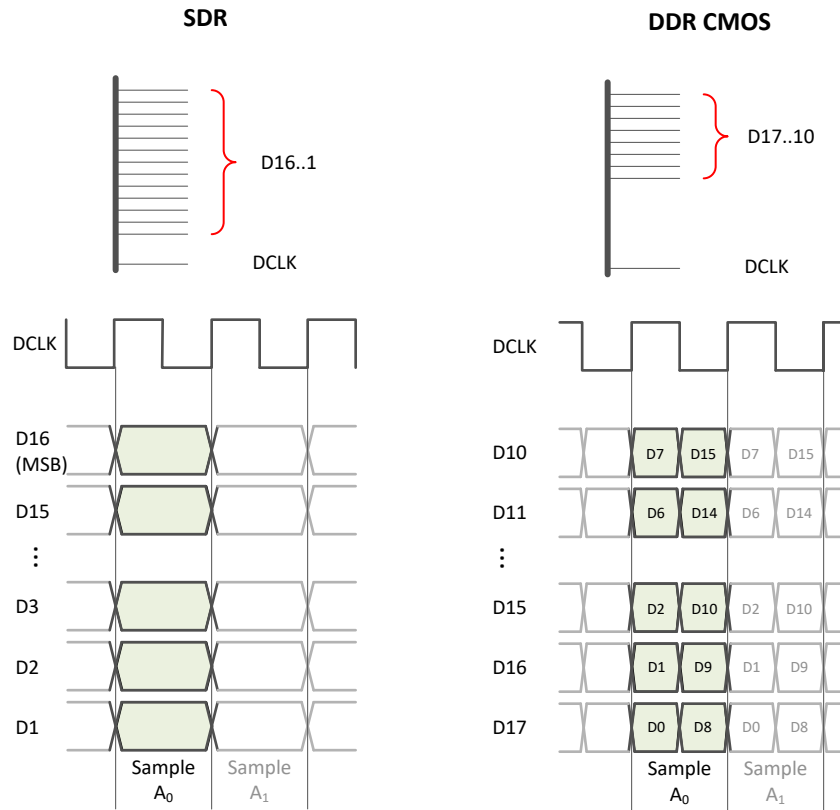 SDR
DDR CMOS
D16..1
D17..10
DCLK
DCLK
DCLK
DCLK
D16
(MSB)
D15
⋮
D3
D2
D1
Sample
A0
Sample
A1
D10
D7 D15 D7 D15
D11
D6 D14 D6 D14
⋮
D15
D2 D10 D2 D10
D16
D1 D9 D1 D9
D17
D0 D8 D0 D8
Sample
A0
Sample
A1